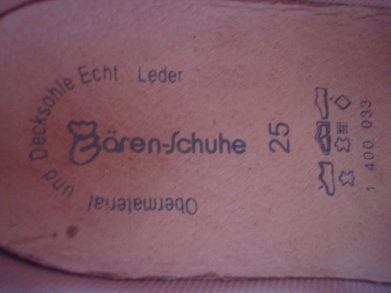 Obermaterial
und Decksohle Echt Leder
Bären-Schuhe
25
1 400 033